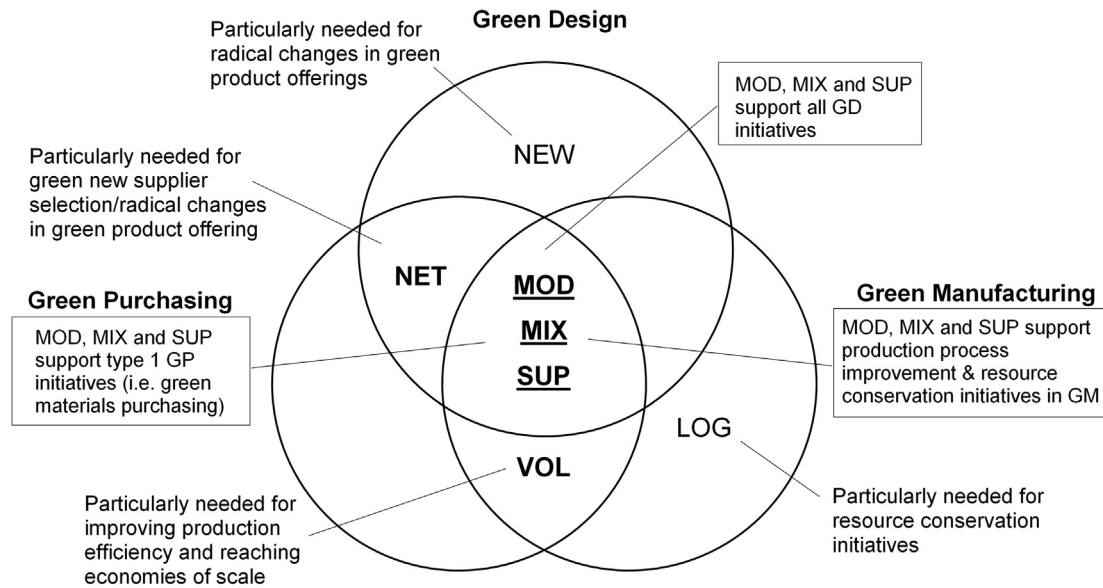 Green Design
Particularly needed for
radical changes in green
product offerings
MOD, MIX and SUP
support all GD
initiatives
NEW
Particularly needed for
green new supplier
selection/radical changes
in green product offering
NET
MOD
MIX
SUP
Green Purchasing
MOD, MIX and SUP
support type 1 GP
initiatives (i.e. green
materials purchasing)
Green Manufacturing
MOD, MIX and SUP support
production process
improvement & resource
conservation initiatives in GM
LOG
VOL
Particularly needed for
improving production
efficiency and reaching
economies of scale
Particularly needed for
resource conservation
initiatives